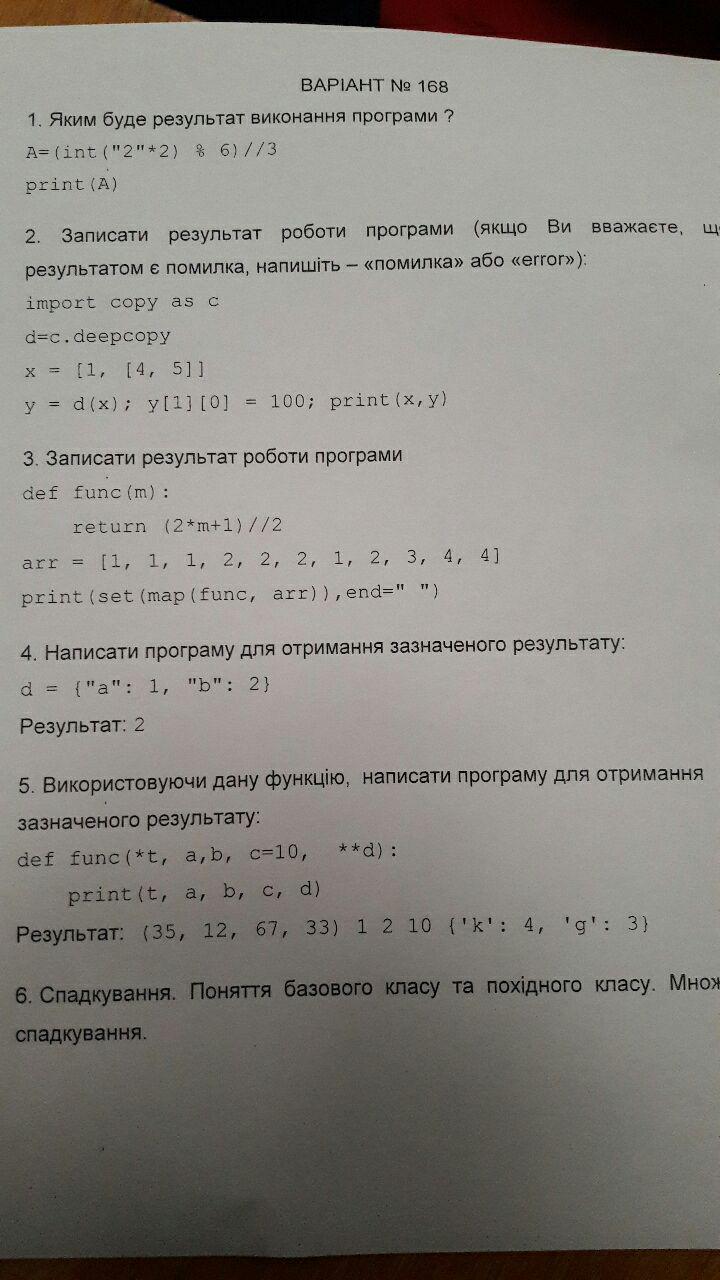 ВАРІАНТ № 168
1. Яким буде результат виконання програми ?
A=(int("2"*2) % 6)//3
print(A)
2. Записати результат роботи програми (якщо Ви вважаєте, що
результатом є помилка, напишіть – «помилка» або «error»):
import copy as c
d=c.deepcopy
x = [1, [4, 5]]
y = d(x); y[1][0] = 100; print(x,y)
3. Записати результат роботи програми
def func(m):
    return (2*m+1)//2
arr = [1, 1, 1, 2, 2, 2, 1, 2, 3, 4, 4]
print(set(map(func, arr)),end=" ")
4. Написати програму для отримання зазначеного результату:
d = {"a": 1, "b": 2}
Результат: 2
5. Використовуючи дану функцію, написати програму для отримання
зазначеного результату:
def func(*t, a,b, c=10, **d):
    print(t, a, b, c, d)
Результат: (35, 12, 67, 33) 1 2 10 {'k': 4, 'g': 3}
6. Спадкування. Поняття базового класу та похідного класу. Множ
спадкування.